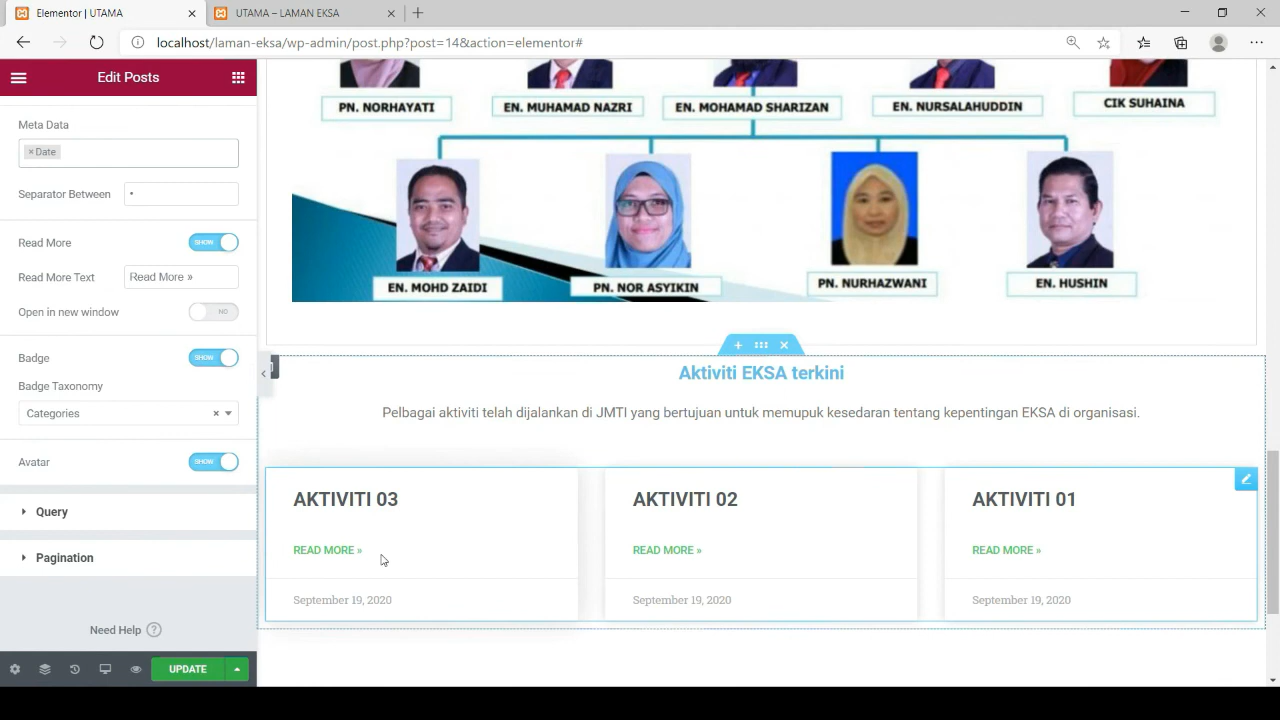 Elementor | UTAMA
UTAMA – LAMAN EKSA
localhost/laman-eksa/wp-admin/post.php?post=14&action=elementor#
Edit Posts
Meta Data
× Date
Separator Between •
Read More SHOW
Read More Text Read More »
Open in new window NO
Badge SHOW
Badge Taxonomy
Categories ×
Avatar SHOW
Query
Pagination
Need Help ?
UPDATE
PN. NORHAYATI
EN. MUHAMAD NAZRI
EN. MOHAMAD SHARIZAN
EN. NURSALAHUDDIN
CIK SUHAINA
EN. MOHD ZAIDI
PN. NOR ASYIKIN
PN. NURHAZWANI
EN. HUSHIN
Aktiviti EKSA terkini
Pelbagai aktiviti telah dijalankan di JMTI yang bertujuan untuk memupuk kesedaran tentang kepentingan EKSA di organisasi.
AKTIVITI 03
READ MORE »
September 19, 2020
AKTIVITI 02
READ MORE »
September 19, 2020
AKTIVITI 01
READ MORE »
September 19, 2020